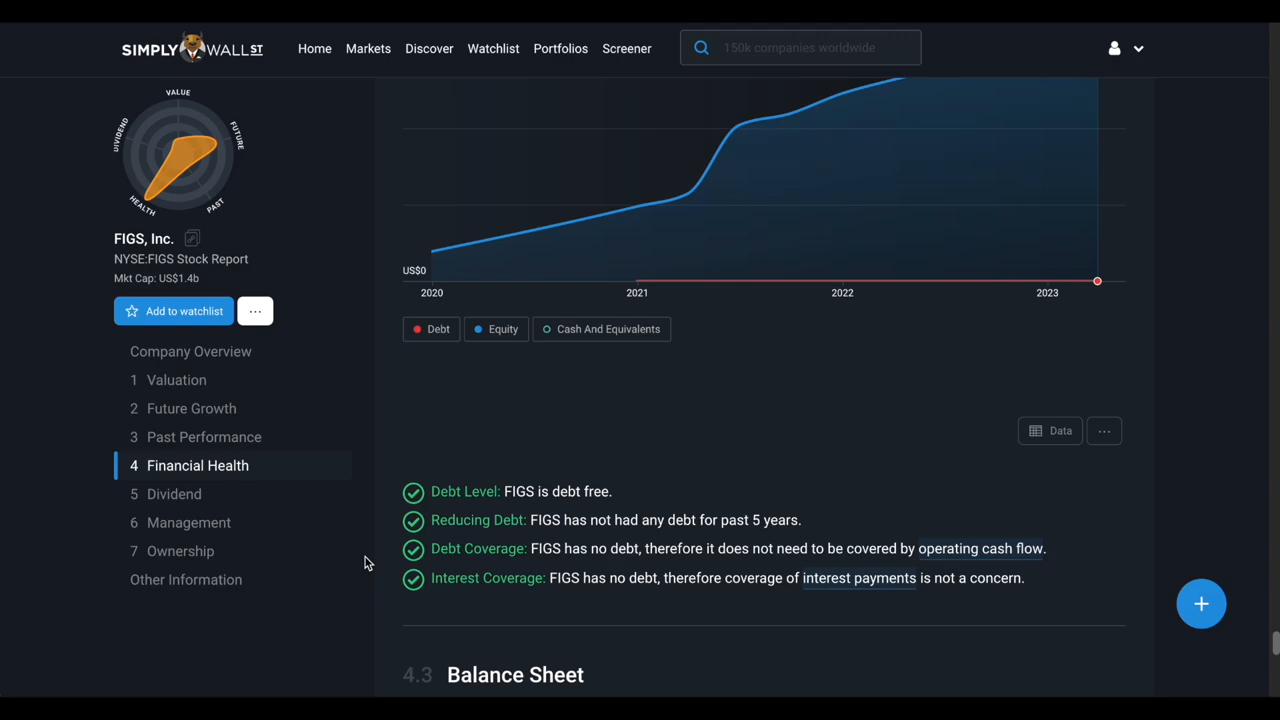 SIMPLY WALL ST
Home Markets Discover Watchlist Portfolios Screener
150k companies worldwide
VALUE
FUTURE
PAST
HEALTH
DIVIDEND
FIGS, Inc.
NYSE:FIGS Stock Report
Mkt Cap: US$1.4b
Add to watchlist
...
Company Overview
1 Valuation
2 Future Growth
3 Past Performance
4 Financial Health
5 Dividend
6 Management
7 Ownership
Other Information
US$0
2020 2021 2022 2023
Debt Equity Cash And Equivalents
Data ...
Debt Level: FIGS is debt free.
Reducing Debt: FIGS has not had any debt for past 5 years.
Debt Coverage: FIGS has no debt, therefore it does not need to be covered by operating cash flow.
Interest Coverage: FIGS has no debt, therefore coverage of interest payments is not a concern.
4.3 Balance Sheet